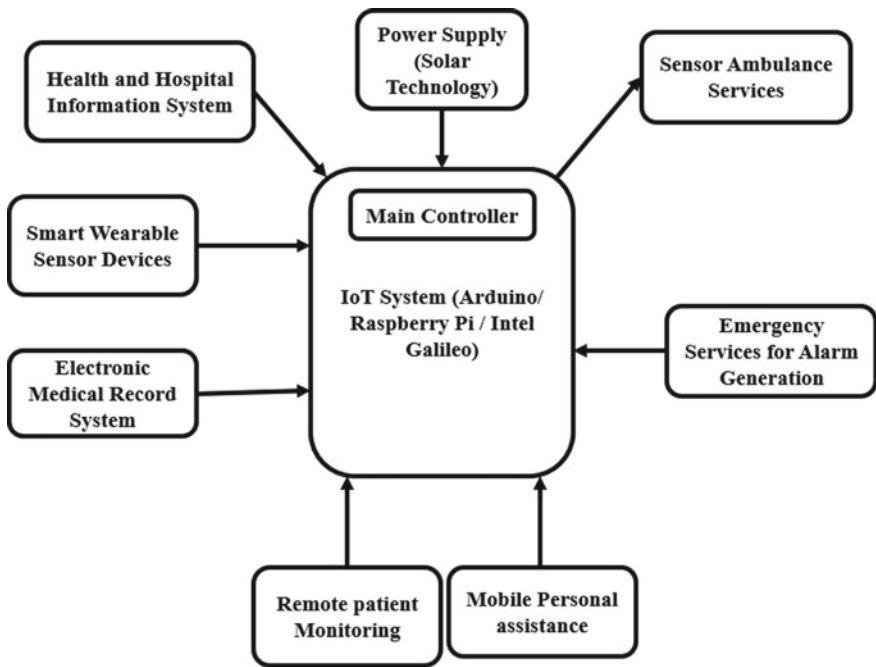 Power Supply
(Solar
Technology)
Health and Hospital
Information System
Sensor Ambulance
Services
Main Controller
Smart Wearable
Sensor Devices
IoT System (Arduino/
Raspberry Pi / Intel
Galileo)
Emergency
Services for Alarm
Generation
Electronic
Medical Record
System
Remote patient
Monitoring
Mobile Personal
assistance